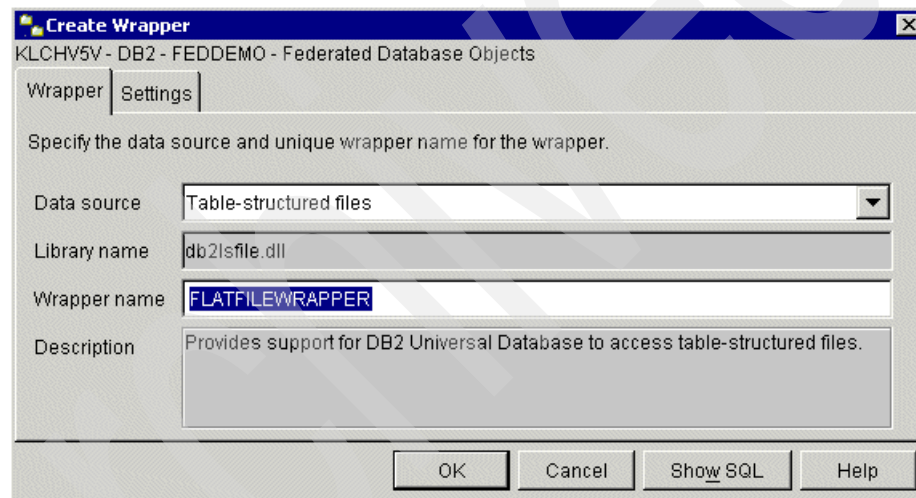 Create Wrapper
KLCHV5V - DB2 - FEDDEMO - Federated Database Objects
Wrapper Settings
Specify the data source and unique wrapper name for the wrapper.
Data source Table-structured files
Library name db2lsfile.dll
Wrapper name FLATFILEWRAPPER
Description Provides support for DB2 Universal Database to access table-structured files.
OK Cancel Show SQL Help